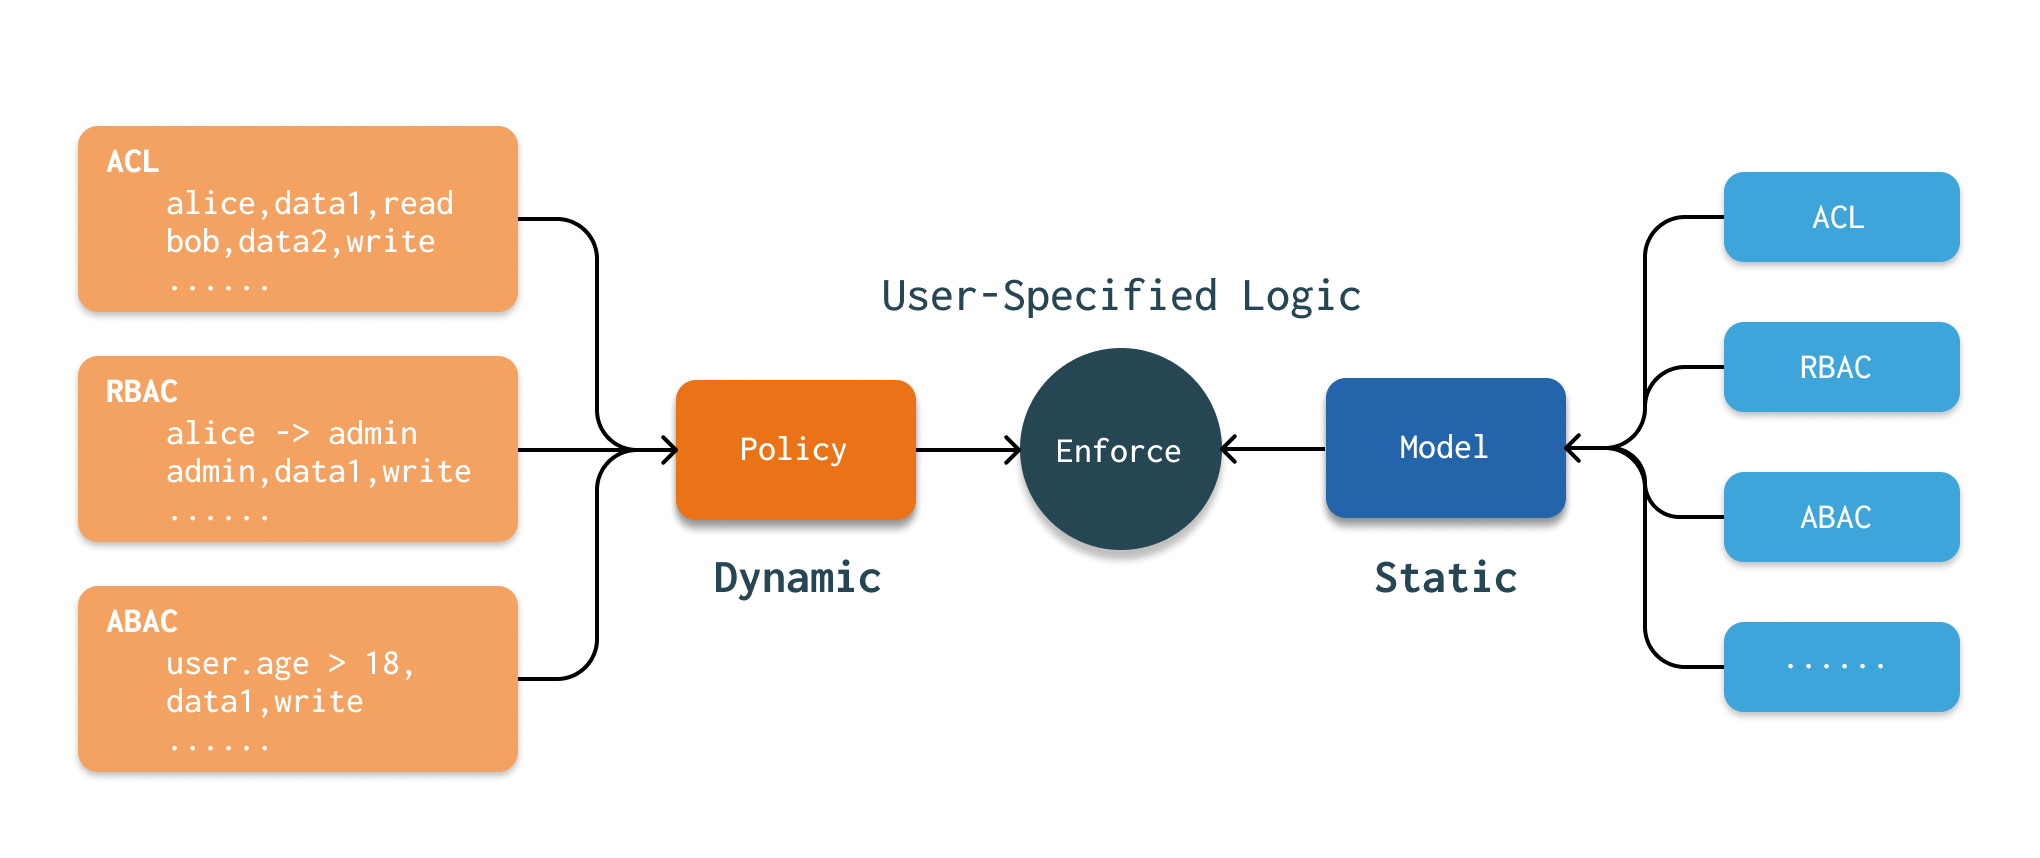 ACL
alice,data1,read
bob,data2,write
......
RBAC
alice -> admin
admin,data1,write
......
ABAC
user.age > 18,
data1,write
......
Policy
Dynamic
User-Specified Logic
Enforce
Model
Static
ACL
RBAC
ABAC
......